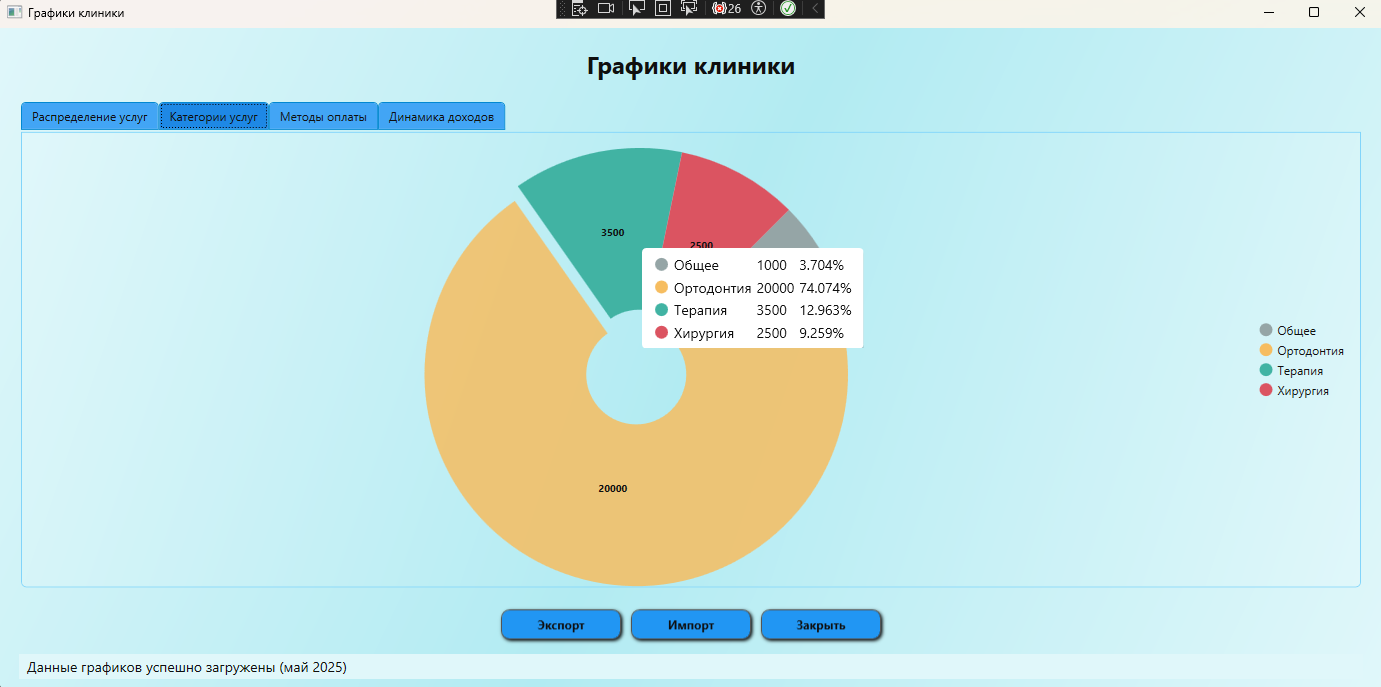 Графики клиники
26
Графики клиники
Распределение услуг Категории услуг Методы оплаты Динамика доходов
3500
2500
Общее 1000 3.704%
Ортодонтия 20000 74.074%
Терапия 3500 12.963%
Хирургия 2500 9.259%
Общее
Ортодонтия
Терапия
Хирургия
20000
Экспорт Импорт Закрыть
Данные графиков успешно загружены (май 2025)